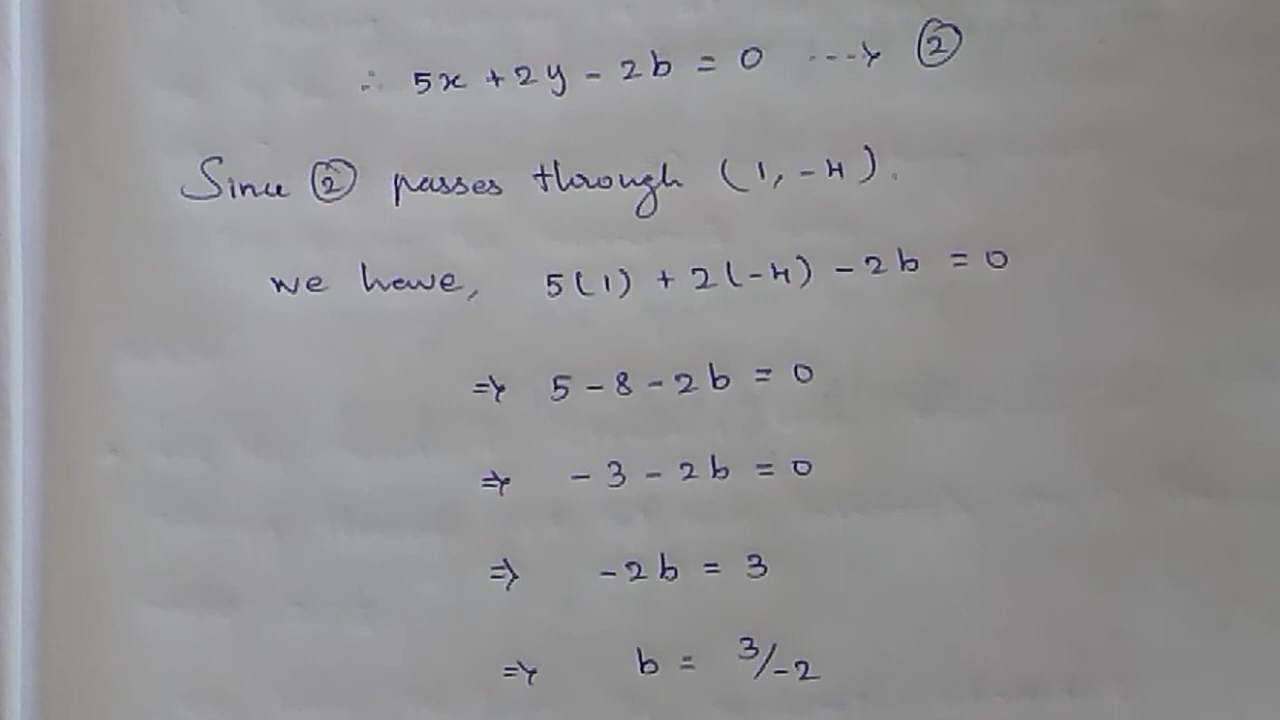 ∴ 5x + 2y - 2b = 0 ---> ②
Since ② passes through (1, -4).
we have, 5(1) + 2(-4) - 2b = 0
⇒ 5 - 8 - 2b = 0
⇒ - 3 - 2b = 0
⇒ -2b = 3
⇒ b = 3/-2